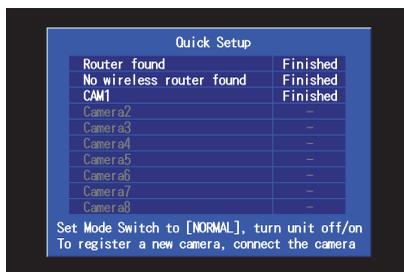 Quick Setup
Router found Finished
No wireless router found Finished
CAM1 Finished
Camera2 -
Camera3 -
Camera4 -
Camera5 -
Camera6 -
Camera7 -
Camera8 -
Set Mode Switch to [NORMAL], turn unit off/on
To register a new camera, connect the camera